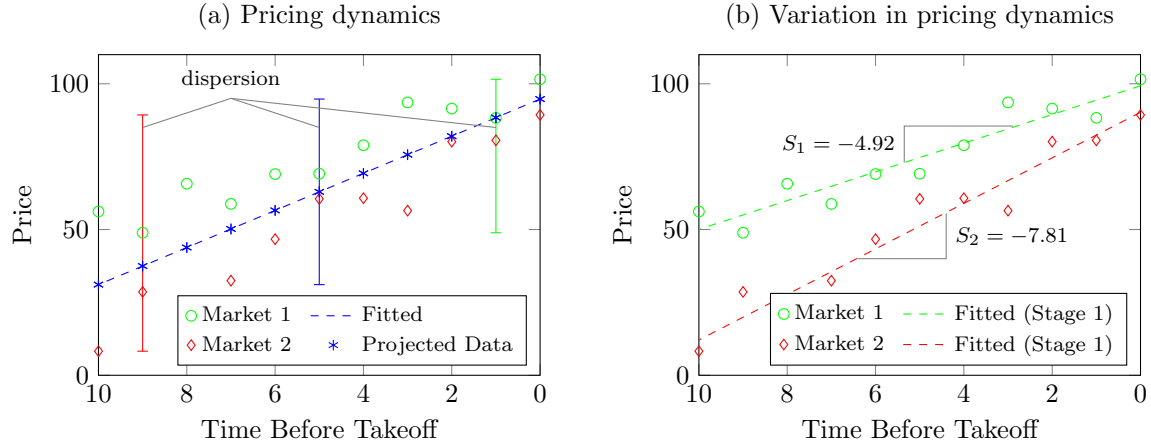 (a) Pricing dynamics
100
50
0
Price
dispersion
Market 1
Fitted
Market 2
Projected Data
10 8 6 4 2 0
Time Before Takeoff
(b) Variation in pricing dynamics
100
50
0
Price
S1 = −4.92
S2 = −7.81
Market 1
Fitted (Stage 1)
Market 2
Fitted (Stage 1)
10 8 6 4 2 0
Time Before Takeoff